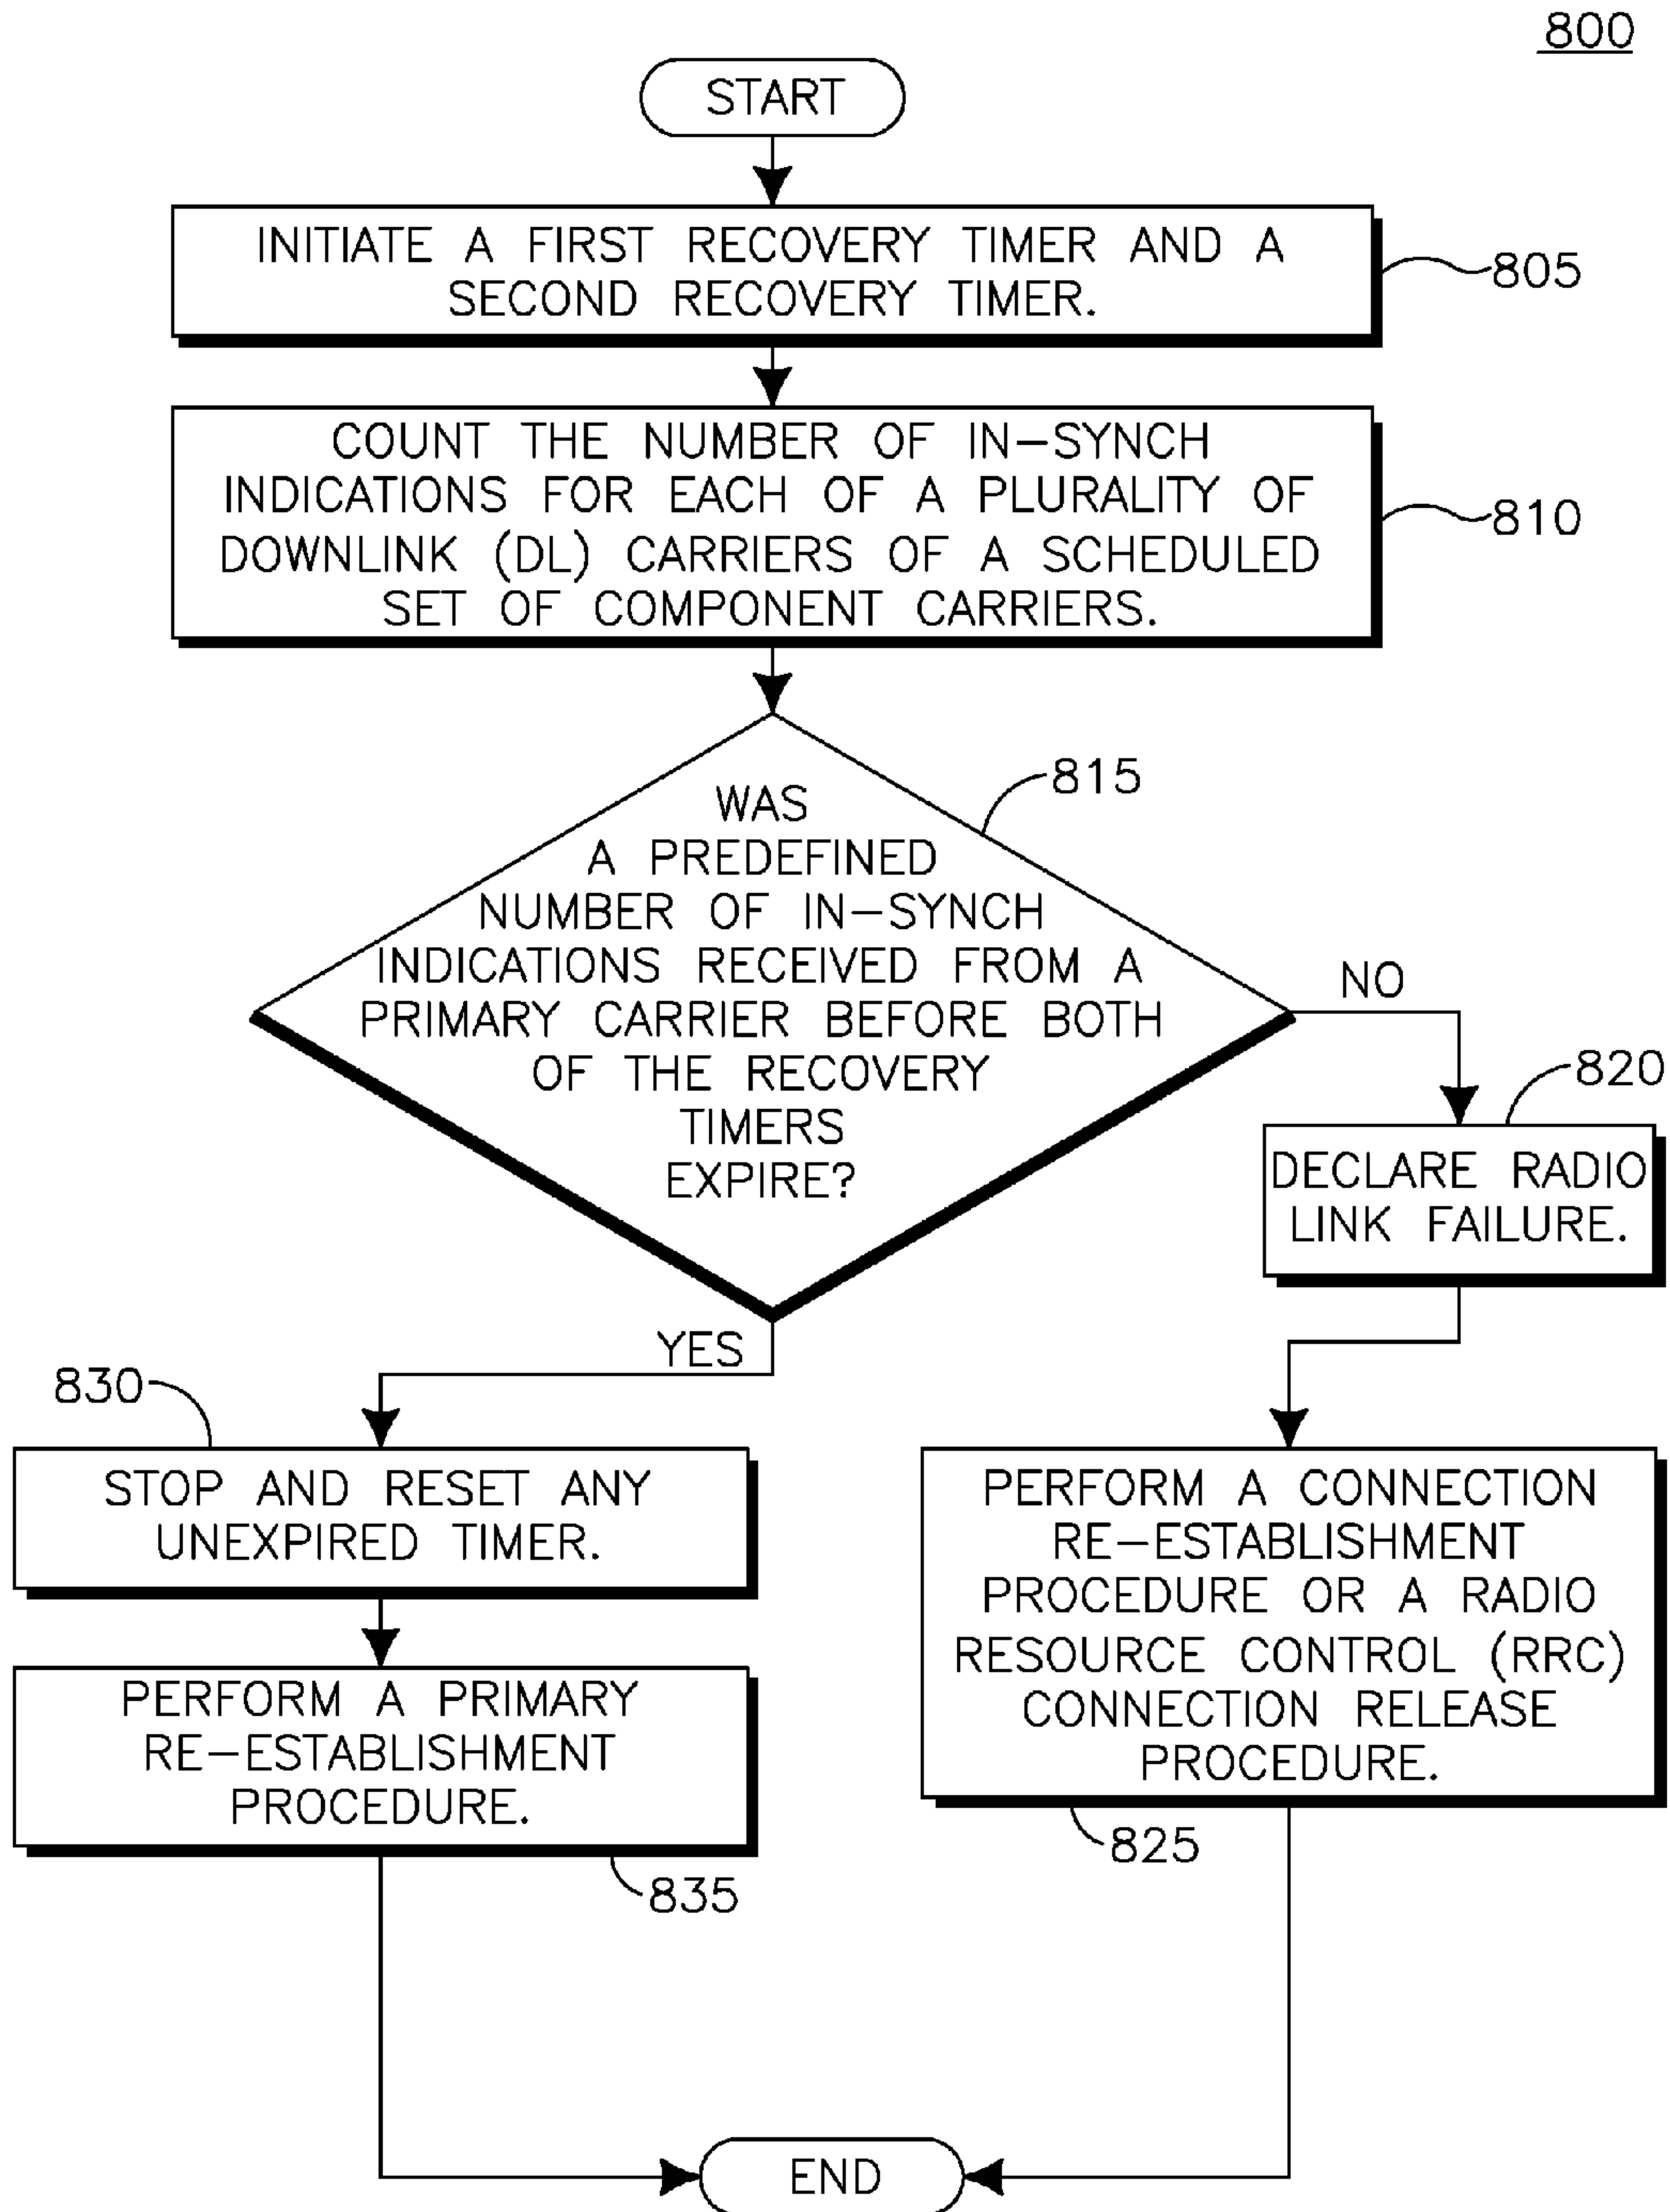 800
START
INITIATE A FIRST RECOVERY TIMER AND A
SECOND RECOVERY TIMER.
805
COUNT THE NUMBER OF IN-SYNCH
INDICATIONS FOR EACH OF A PLURALITY OF
DOWNLINK (DL) CARRIERS OF A SCHEDULED
SET OF COMPONENT CARRIERS.
810
WAS
A PREDEFINED
NUMBER OF IN-SYNCH
INDICATIONS RECEIVED FROM A
PRIMARY CARRIER BEFORE BOTH
OF THE RECOVERY
TIMERS
EXPIRE?
815
NO
820
DECLARE RADIO
LINK FAILURE.
YES
830
STOP AND RESET ANY
UNEXPIRED TIMER.
PERFORM A PRIMARY
RE-ESTABLISHMENT
PROCEDURE.
835
PERFORM A CONNECTION
RE-ESTABLISHMENT
PROCEDURE OR A RADIO
RESOURCE CONTROL (RRC)
CONNECTION RELEASE
PROCEDURE.
825
END